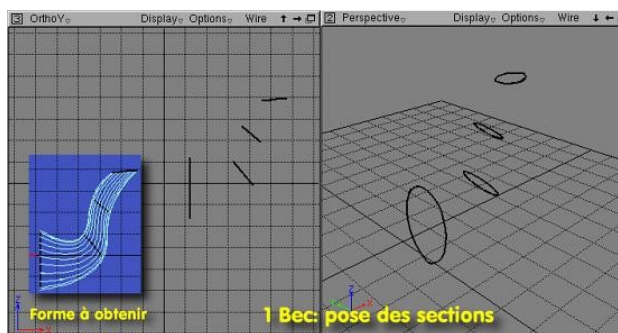 3 OrthoY Display Options Wire
2 Perspective Display Options Wire
Forme à obtenir
1 Bec: pose des sections
Z
X
Z
Y
X